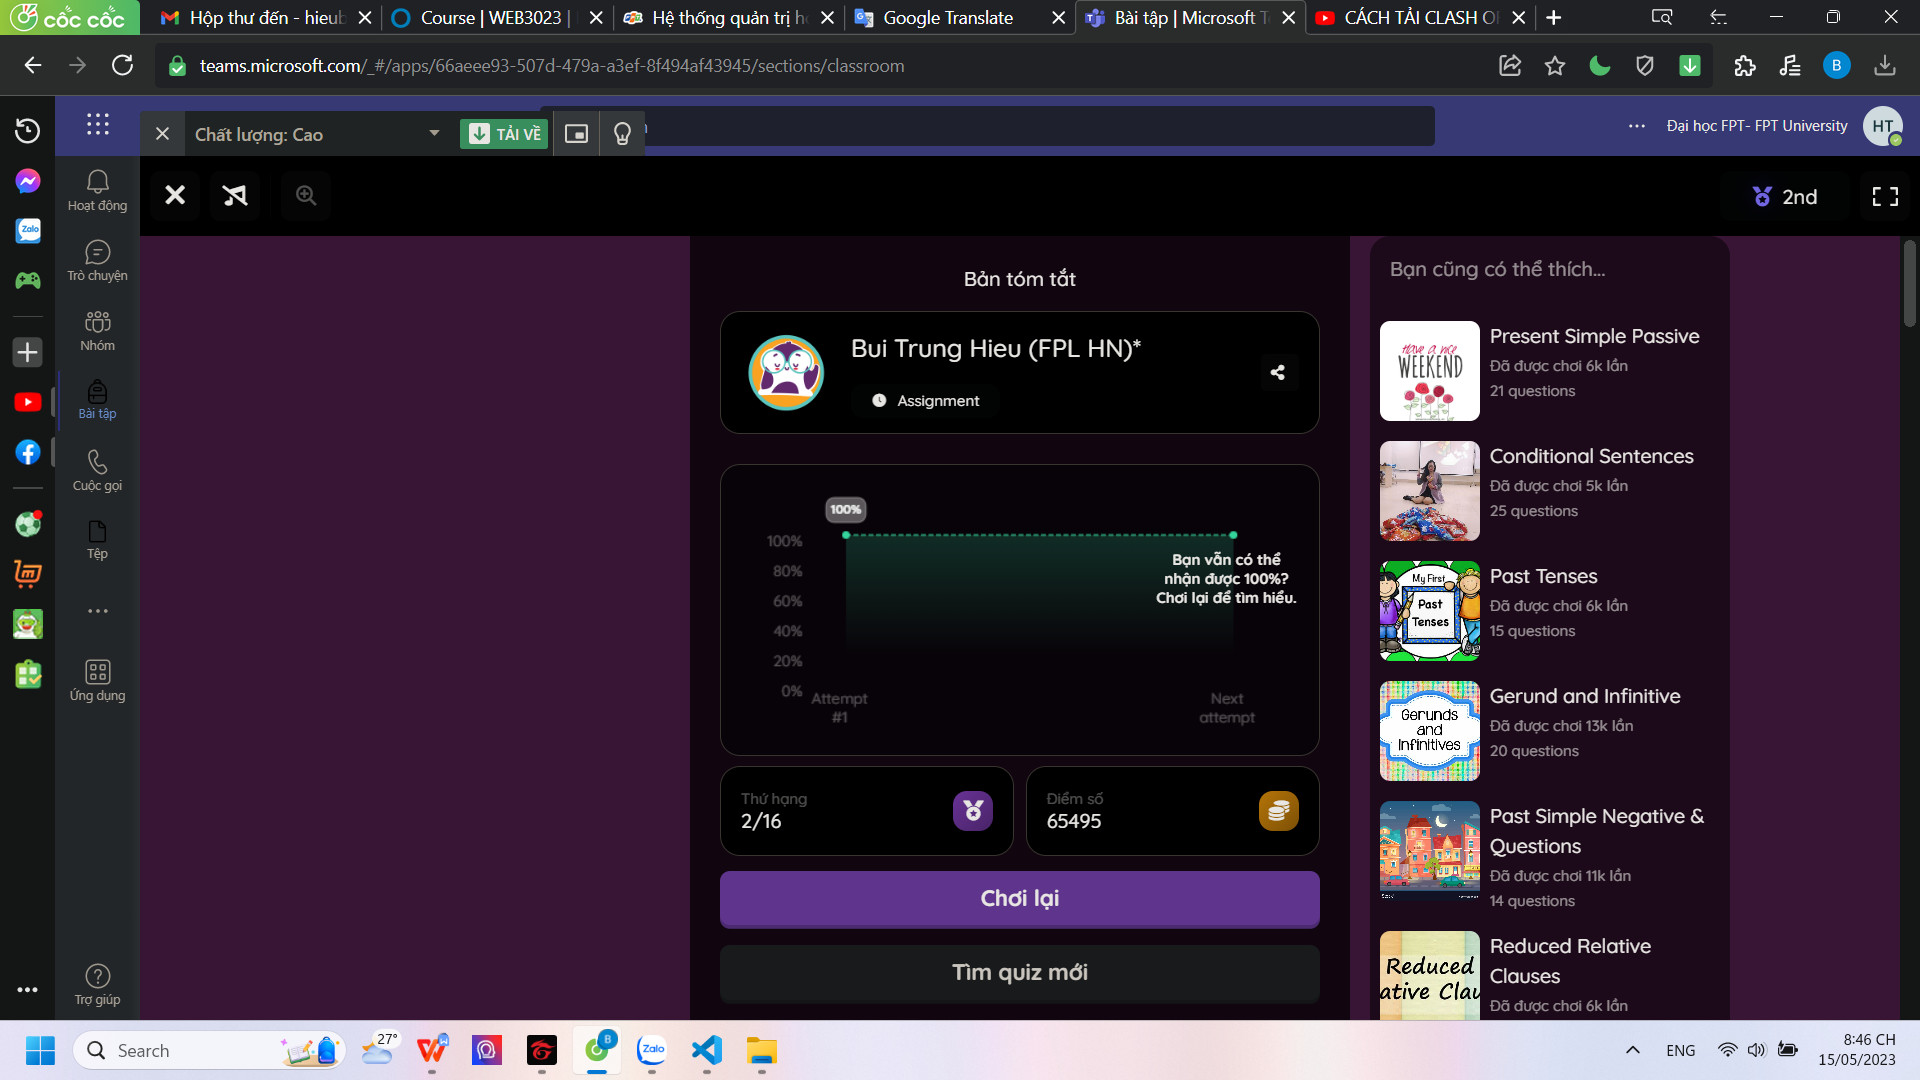 cốc cốc
Hộp thư đến - hieub
Course | WEB3023 |
Hệ thống quản trị h
Google Translate
Bài tập | Microsoft T
CÁCH TẢI CLASH O
teams.microsoft.com/_#/apps/66aeee93-507d-479a-a3ef-8f494af43945/sections/classroom
B
Chất lượng: Cao
TẢI VỀ
Đại học FPT- FPT University
HT
Zalo
Hoạt động
Trò chuyện
Nhóm
Bài tập
Cuộc gọi
Tệp
Ứng dụng
Trợ giúp
2nd
Bản tóm tắt
Bui Trung Hieu (FPL HN)*
Assignment
100%
100%
80%
60%
40%
20%
0%
Bạn vẫn có thể
nhận được 100%?
Chơi lại để tìm hiểu.
Attempt
#1
Next
attempt
Thứ hạng
2/16
Điểm số
65495
Chơi lại
Tìm quiz mới
Bạn cũng có thể thích...
Have a nice
WEEKEND
Present Simple Passive
Đã được chơi 6k lần
21 questions
Conditional Sentences
Đã được chơi 5k lần
25 questions
My First
Past
Tenses
Past Tenses
Đã được chơi 6k lần
15 questions
Gerunds
and
Infinitives
Gerund and Infinitive
Đã được chơi 13k lần
20 questions
Past Simple Negative &
Questions
Đã được chơi 11k lần
14 questions
Reduced
ative Clau
Reduced Relative
Clauses
Đã được chơi 6k lần
Search
27°
B
Zalo
ENG
8:46 CH
15/05/2023